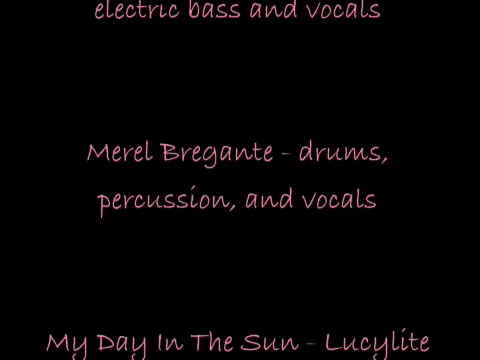 electric bass and vocals
Merel Bregante - drums,
percussion, and vocals
My Day In The Sun - Lucylite